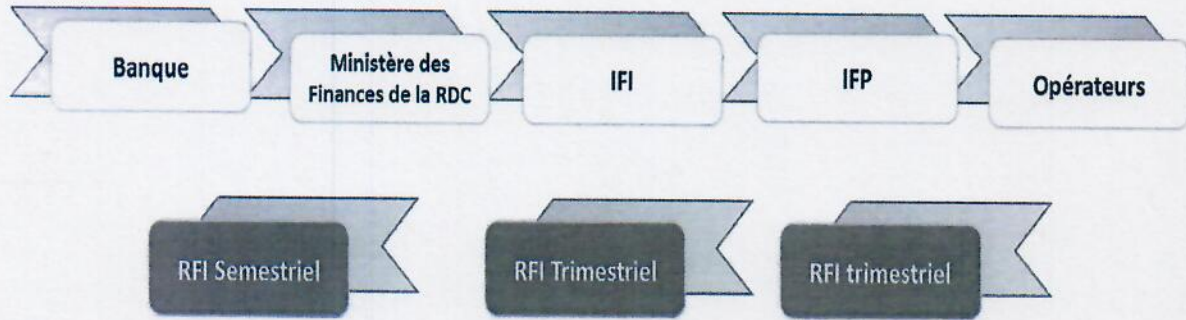 Banque
Ministère des
Finances de la RDC
IFI
IFP
Opérateurs
RFI Semestriel
RFI Trimestriel
RFI trimestriel